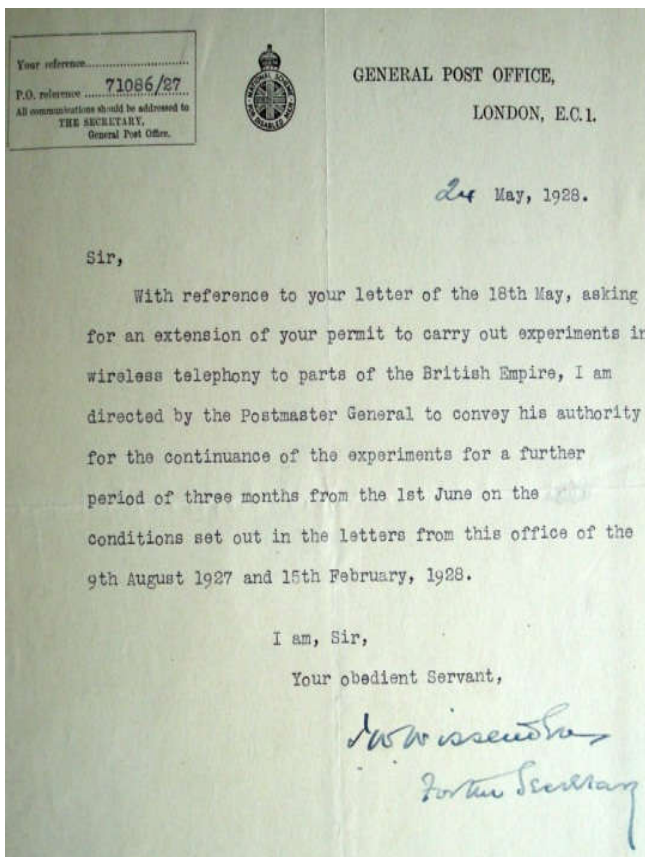 Your reference
P.O. reference 71086/27
All communications should be addressed to
THE SECRETARY,
General Post Office.
NATIONAL SCHEME
DISABLED MEN
GENERAL POST OFFICE,
LONDON, E.C.1.
24 May, 1928.
Sir,
With reference to your letter of the 18th May, asking
for an extension of your permit to carry out experiments in
wireless telephony to parts of the British Empire, I am
directed by the Postmaster General to convey his authority
for the continuance of the experiments for a further
period of three months from the 1st June on the
conditions set out in the letters from this office of the
9th August 1927 and 15th February, 1928.
I am, Sir,
Your obedient Servant,
For the Secretary